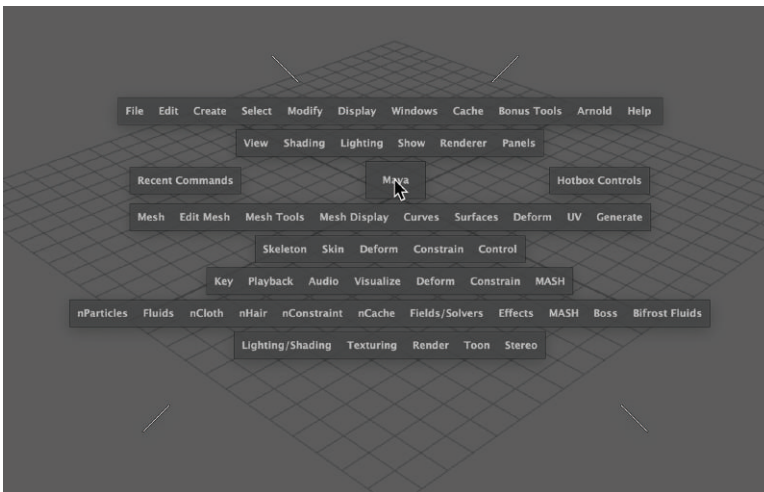 File Edit Create Select Modify Display Windows Cache Bonus Tools Arnold Help
View Shading Lighting Show Renderer Panels
Recent Commands Maya Hotbox Controls
Mesh Edit Mesh Mesh Tools Mesh Display Curves Surfaces Deform UV Generate
Skeleton Skin Deform Constrain Control
Key Playback Audio Visualize Deform Constrain MASH
nParticles Fluids nCloth nHair nConstraint nCache Fields/Solvers Effects MASH Boss Bifrost Fluids
Lighting/Shading Texturing Render Toon Stereo